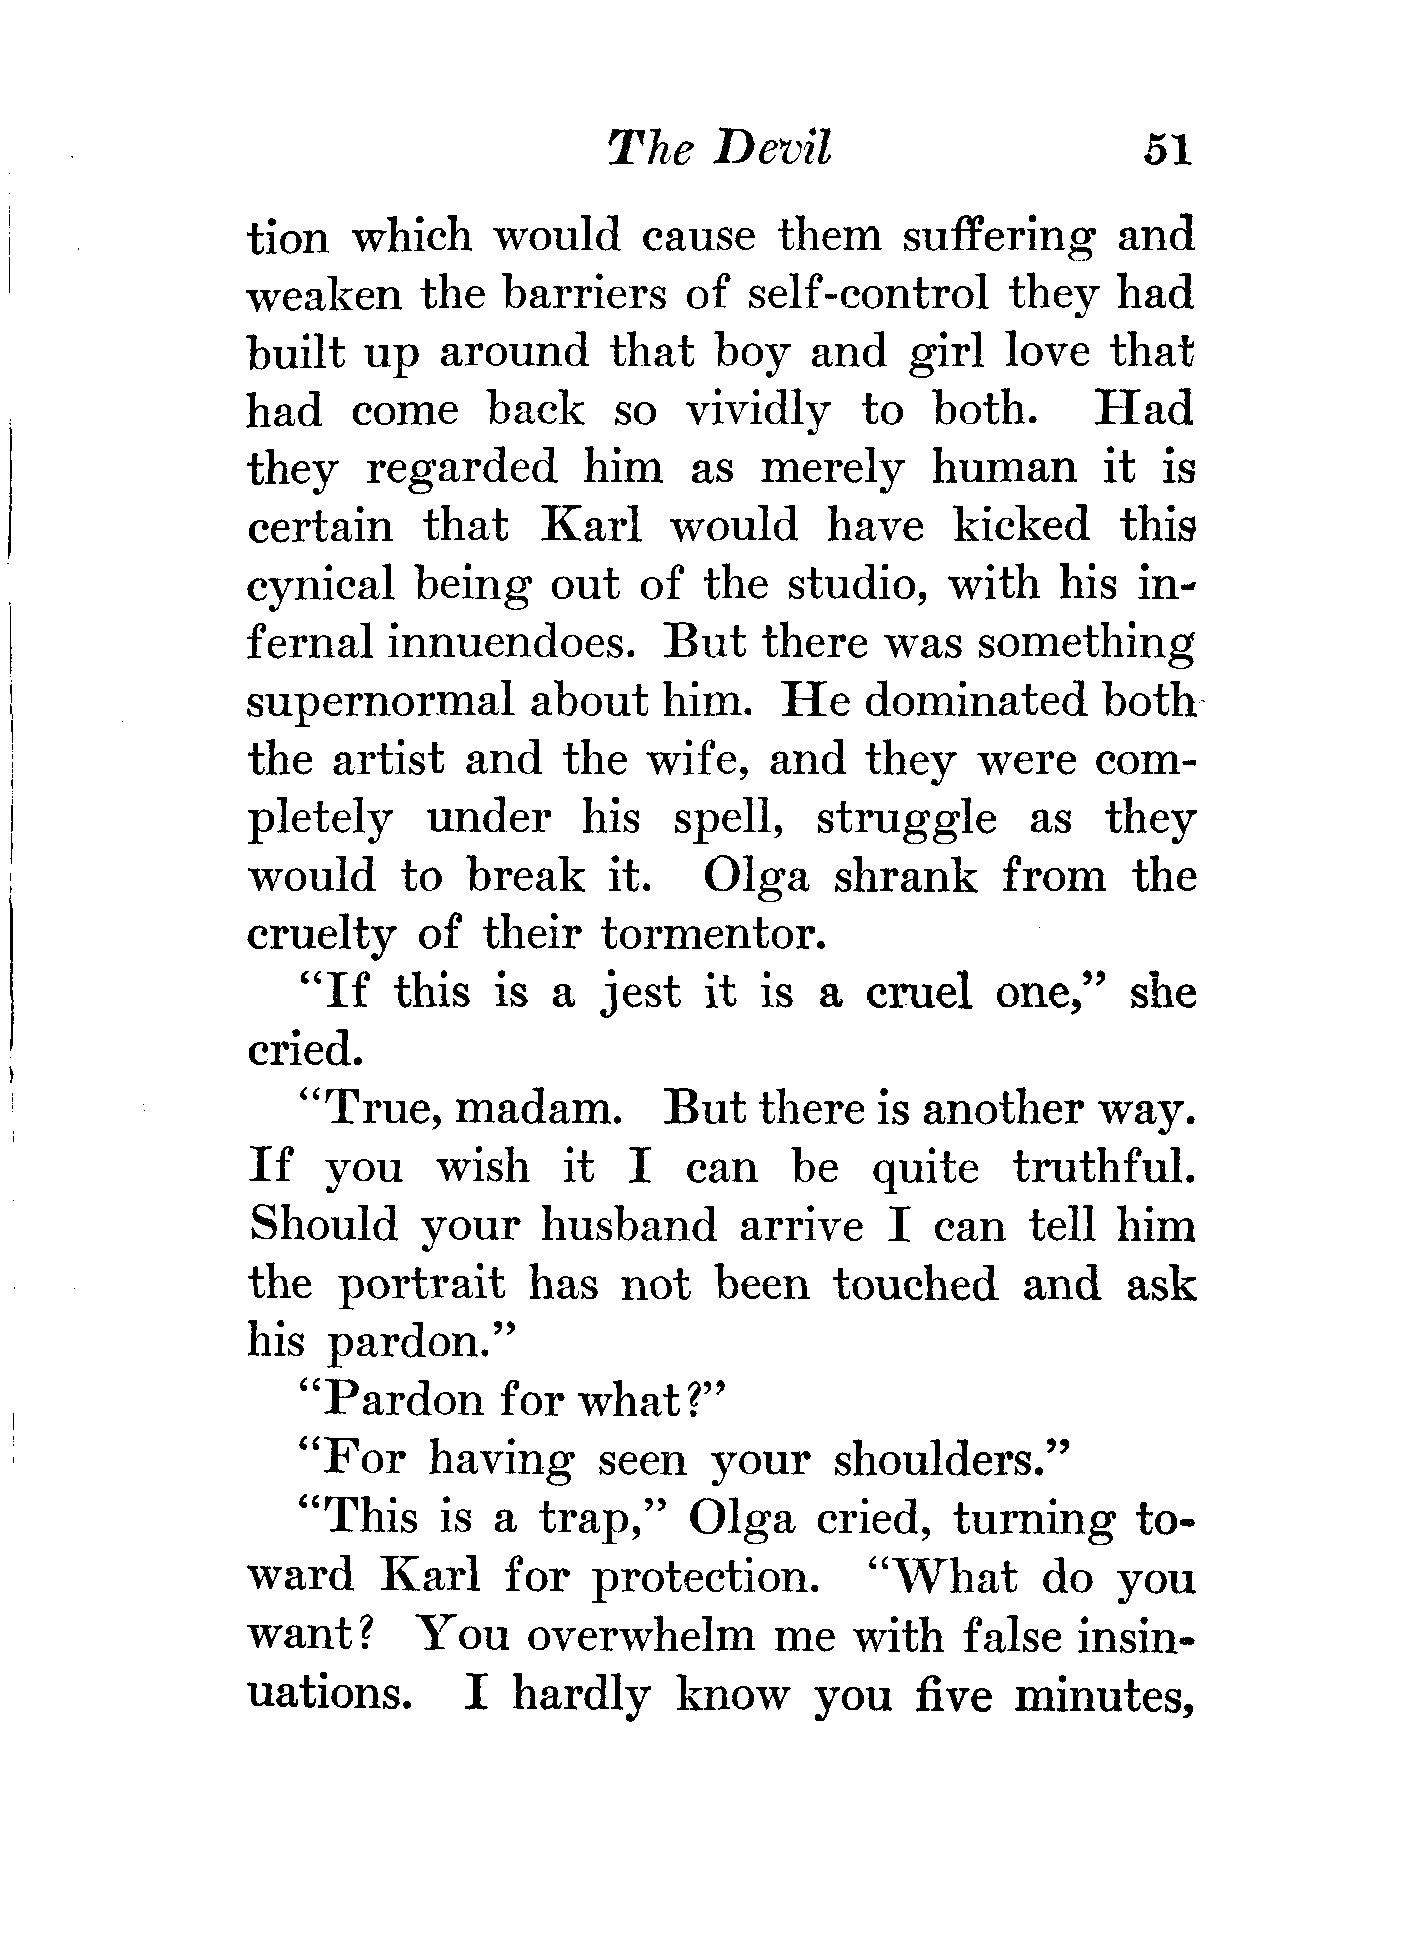 The Devil 51
tion which would cause them suffering and
weaken the barriers of self-control they had
built up around that boy and girl love that
had come back so vividly to both. Had
they regarded him as merely human it is
certain that Karl would have kicked this
cynical being out of the studio, with his in-
fernal innuendoes. But there was something
supernormal about him. He dominated both
the artist and the wife, and they were com-
pletely under his spell, struggle as they
would to break it. Olga shrank from the
cruelty of their tormentor.
"If this is a jest it is a cruel one," she
cried.
"True, madam. But there is another way.
If you wish it I can be quite truthful.
Should your husband arrive I can tell him
the portrait has not been touched and ask
his pardon."
"Pardon for what?"
"For having seen your shoulders."
"This is a trap," Olga cried, turning to-
ward Karl for protection. "What do you
want? You overwhelm me with false insin-
uations. I hardly know you five minutes,